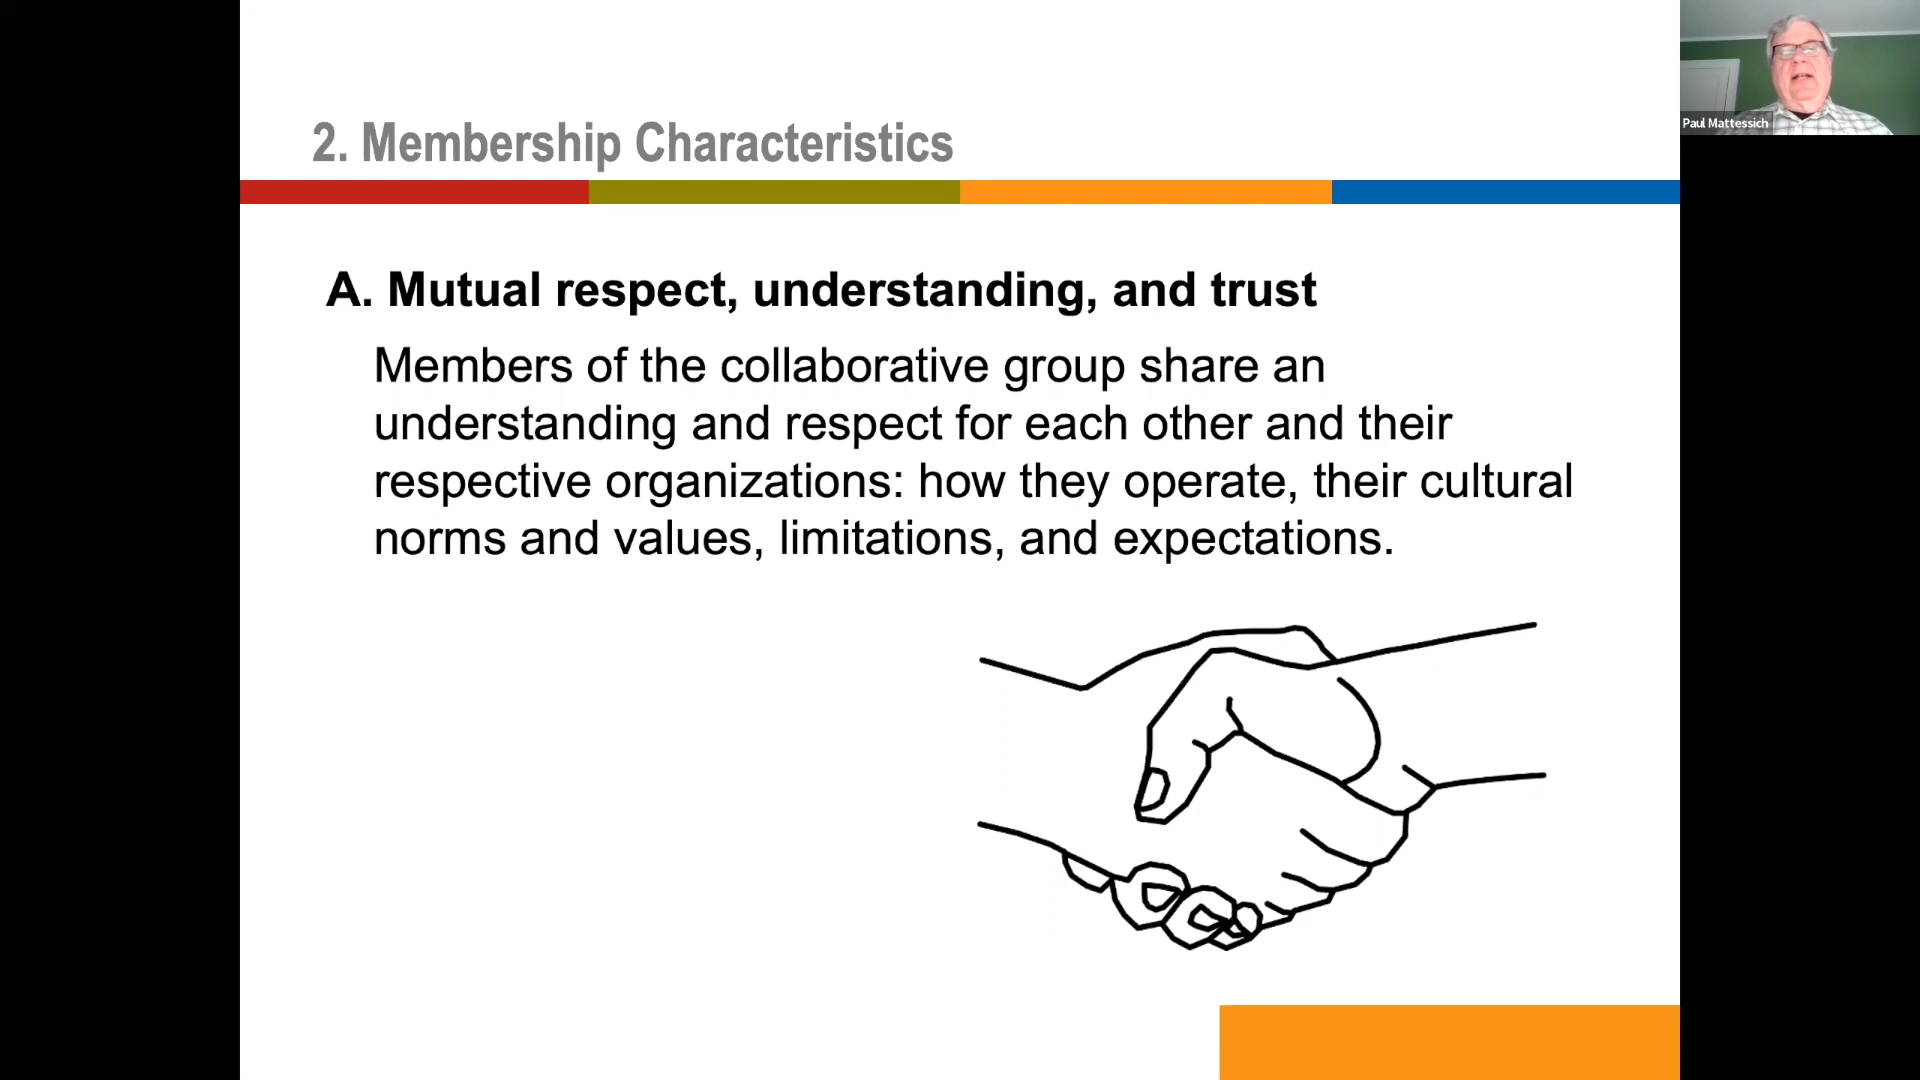 2. Membership Characteristics
Paul Mattessich
A. Mutual respect, understanding, and trust
Members of the collaborative group share an
understanding and respect for each other and their
respective organizations: how they operate, their cultural
norms and values, limitations, and expectations.